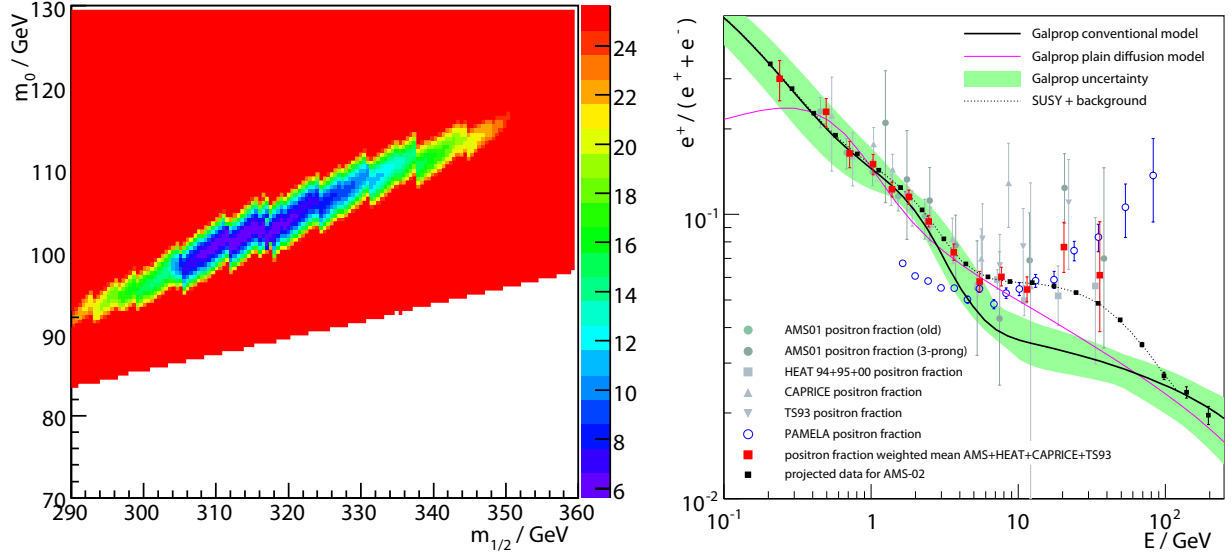 m0 / GeV
130
120
110
100
90
80
70
290 300 310 320 330 340 350 360
m1/2 / GeV
24
22
20
18
16
14
12
10
8
6
e+ / ( e+ + e- )
10-1
10-2
10-1 1 10 102
E / GeV
Galprop conventional model
Galprop plain diffusion model
Galprop uncertainty
SUSY + background
AMS01 positron fraction (old)
AMS01 positron fraction (3-prong)
HEAT 94+95+00 positron fraction
CAPRICE positron fraction
TS93 positron fraction
PAMELA positron fraction
positron fraction weighted mean AMS+HEAT+CAPRICE+TS93
projected data for AMS-02